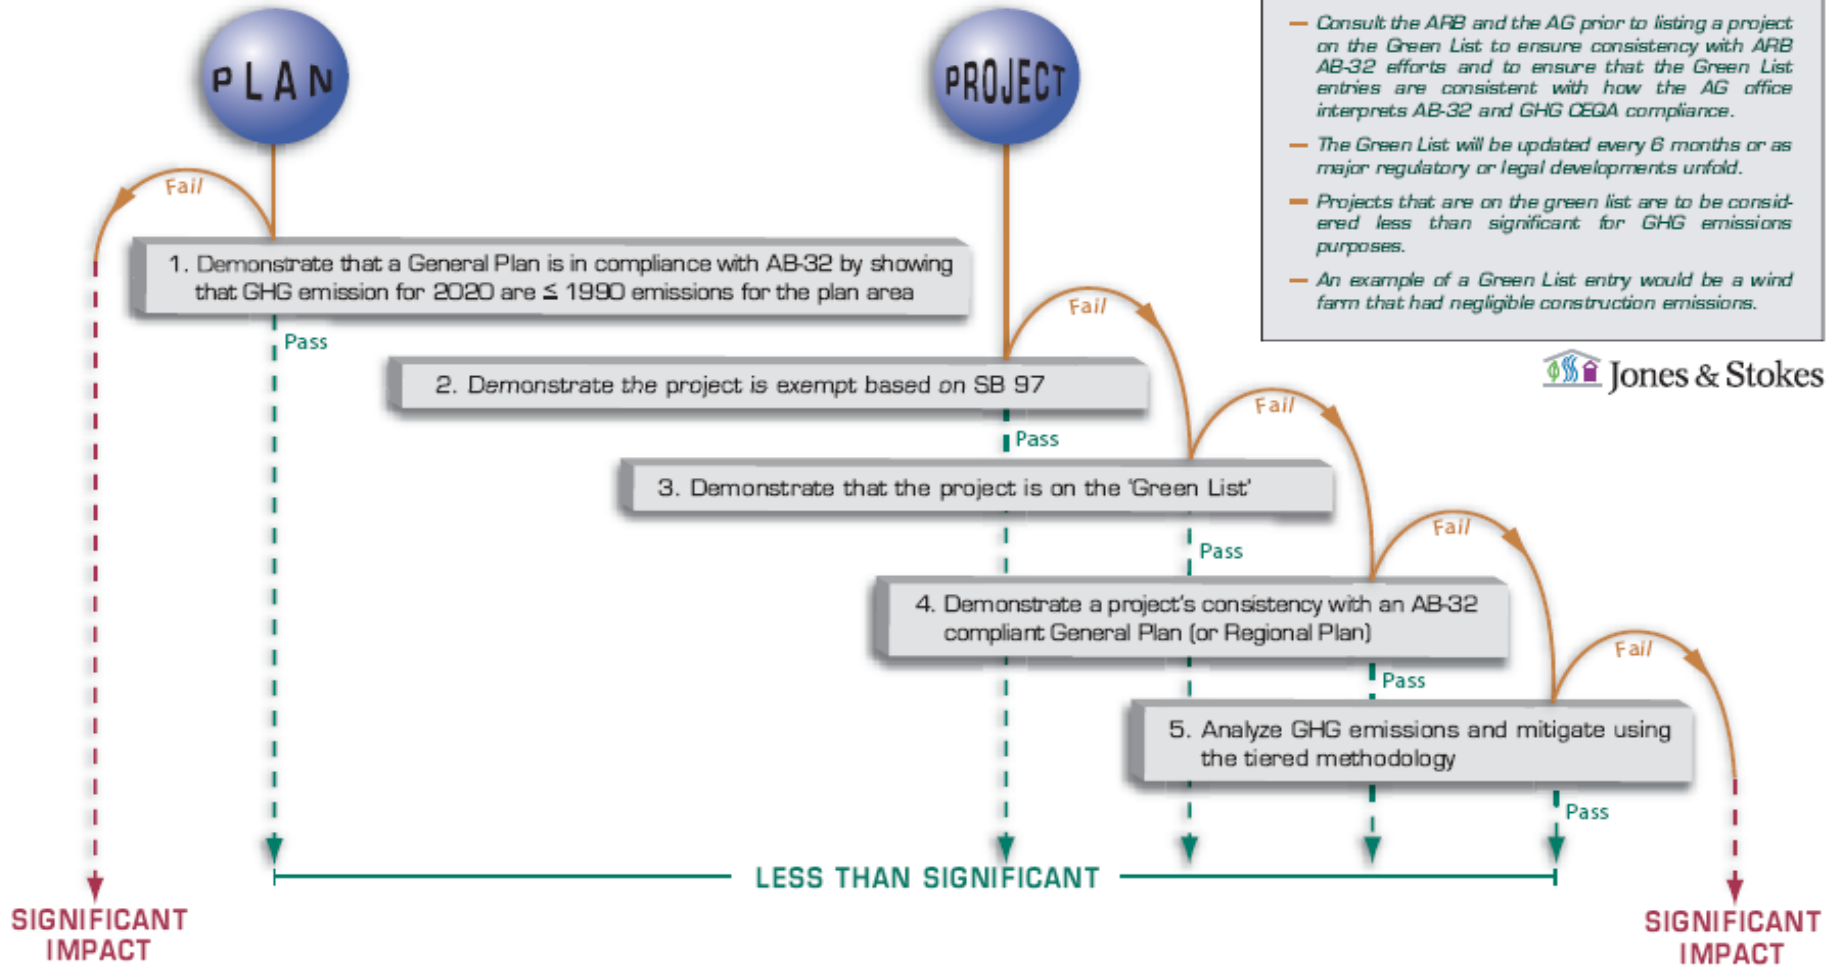 PLAN
PROJECT
— Consult the ARB and the AG prior to listing a project
on the Green List to ensure consistency with ARB
AB-32 efforts and to ensure that the Green List
entries are consistent with how the AG office
interprets AB-32 and GHG CEQA compliance.
— The Green List will be updated every 6 months or as
major regulatory or legal developments unfold.
— Projects that are on the green list are to be consid-
ered less than significant for GHG emissions
purposes.
— An example of a Green List entry would be a wind
farm that had negligible construction emissions.
Jones & Stokes
Fail
1. Demonstrate that a General Plan is in compliance with AB-32 by showing
that GHG emission for 2020 are ≤ 1990 emissions for the plan area
Pass
Fail
2. Demonstrate the project is exempt based on SB 97
Pass
Fail
3. Demonstrate that the project is on the 'Green List'
Pass
Fail
4. Demonstrate a project's consistency with an AB-32
compliant General Plan (or Regional Plan)
Pass
Fail
5. Analyze GHG emissions and mitigate using
the tiered methodology
Pass
LESS THAN SIGNIFICANT
SIGNIFICANT
IMPACT
SIGNIFICANT
IMPACT